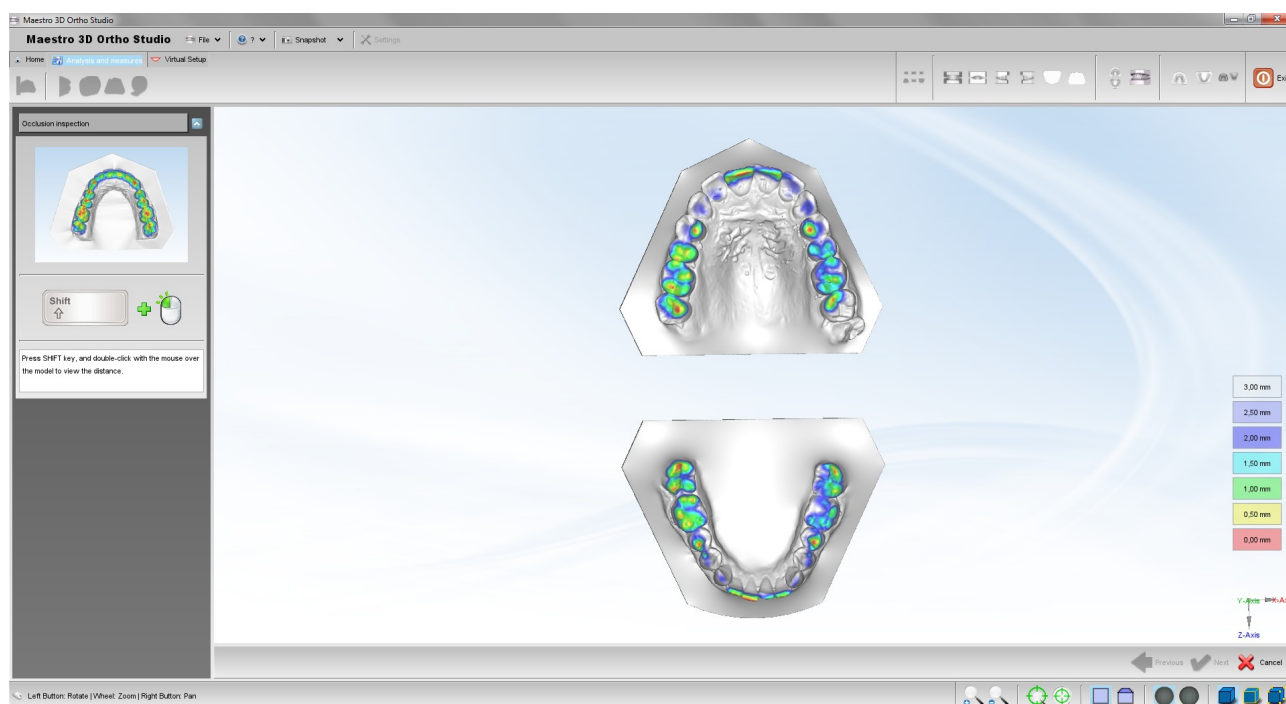 Maestro 3D Ortho Studio
Maestro 3D Ortho Studio File ? Snapshot Settings
Home Analysis and measures Virtual Setup
Exi
Occlusion inspection
Shift
Press SHIFT key, and double-click with the mouse over
the model to view the distance.
3,00 mm
2,50 mm
2,00 mm
1,50 mm
1,00 mm
0,50 mm
0,00 mm
Y-Axis X-A
Z-Axis
Previous Next Cancel
Left Button: Rotate | Wheel: Zoom | Right Button: Pan